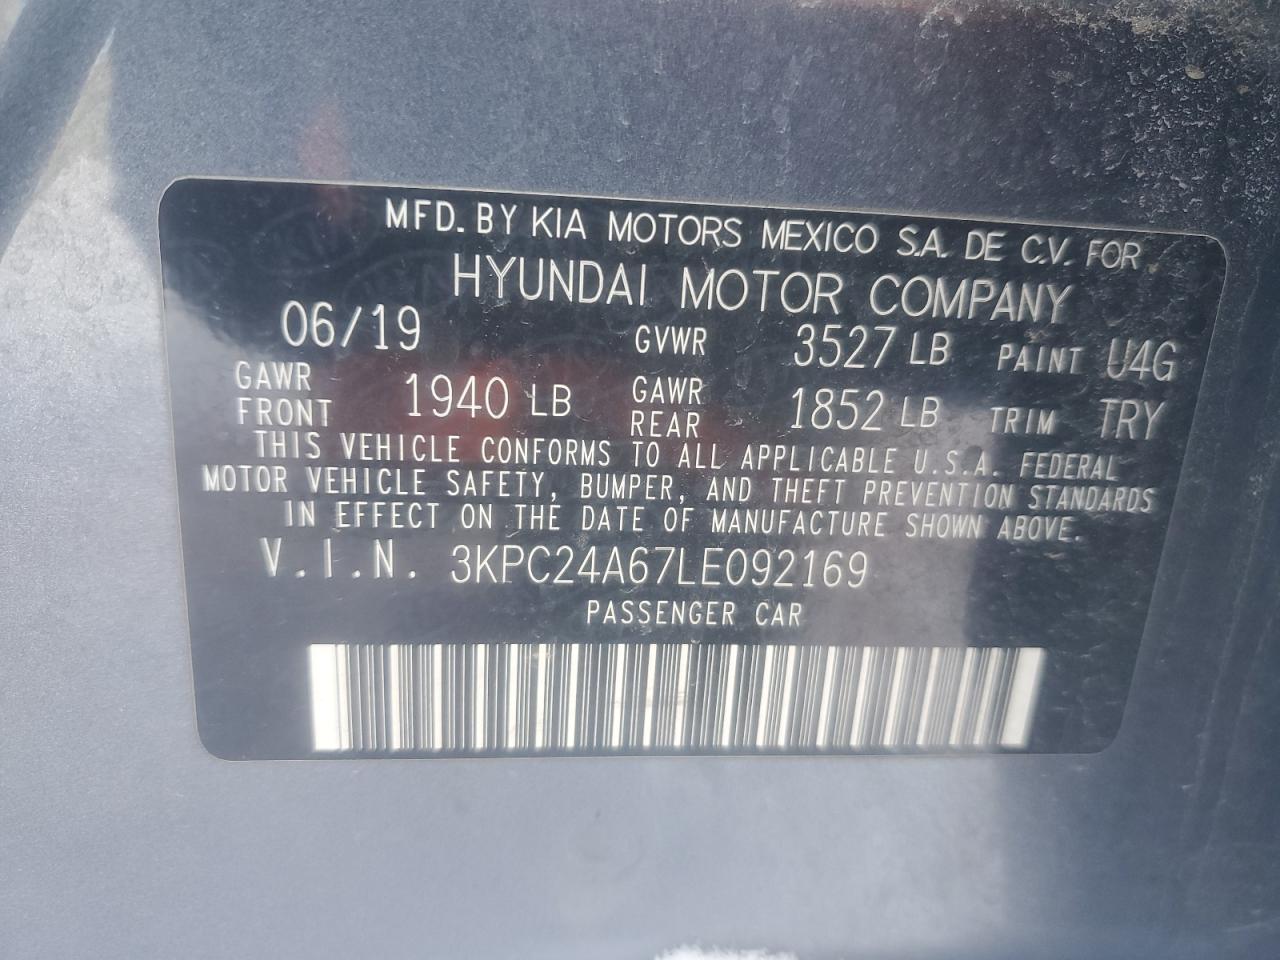 MFD. BY KIA MOTORS MEXICO S.A. DE C.V. FOR
HYUNDAI MOTOR COMPANY
06/19 GVWR 3527 LB PAINT U4G
GAWR FRONT 1940 LB GAWR REAR 1852 LB TRIM TRY
THIS VEHICLE CONFORMS TO ALL APPLICABLE U.S.A. FEDERAL
MOTOR VEHICLE SAFETY, BUMPER, AND THEFT PREVENTION STANDARDS
IN EFFECT ON THE DATE OF MANUFACTURE SHOWN ABOVE.
V.I.N. 3KPC24A67LE092169
PASSENGER CAR